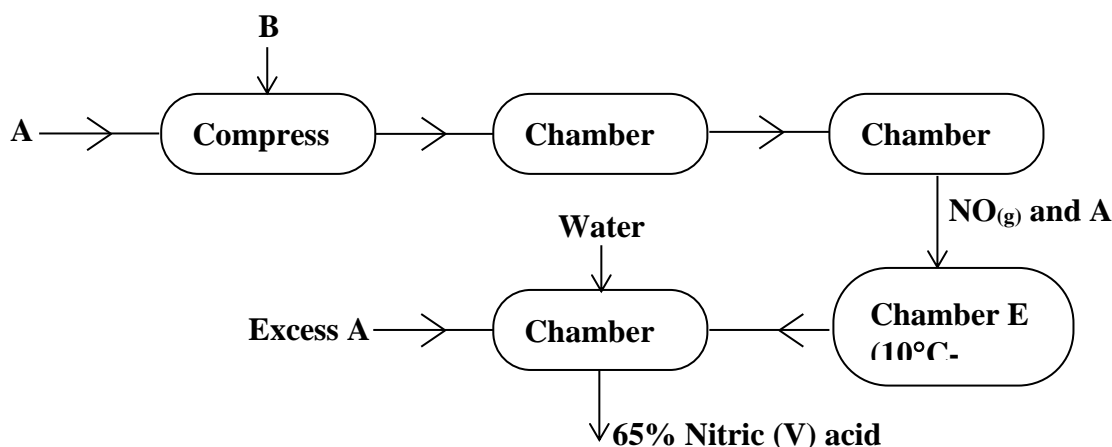 B
A
Compress
Chamber
Chamber
NO(g) and A
Water
Excess A
Chamber
Chamber E
(10°C-
65% Nitric (V) acid